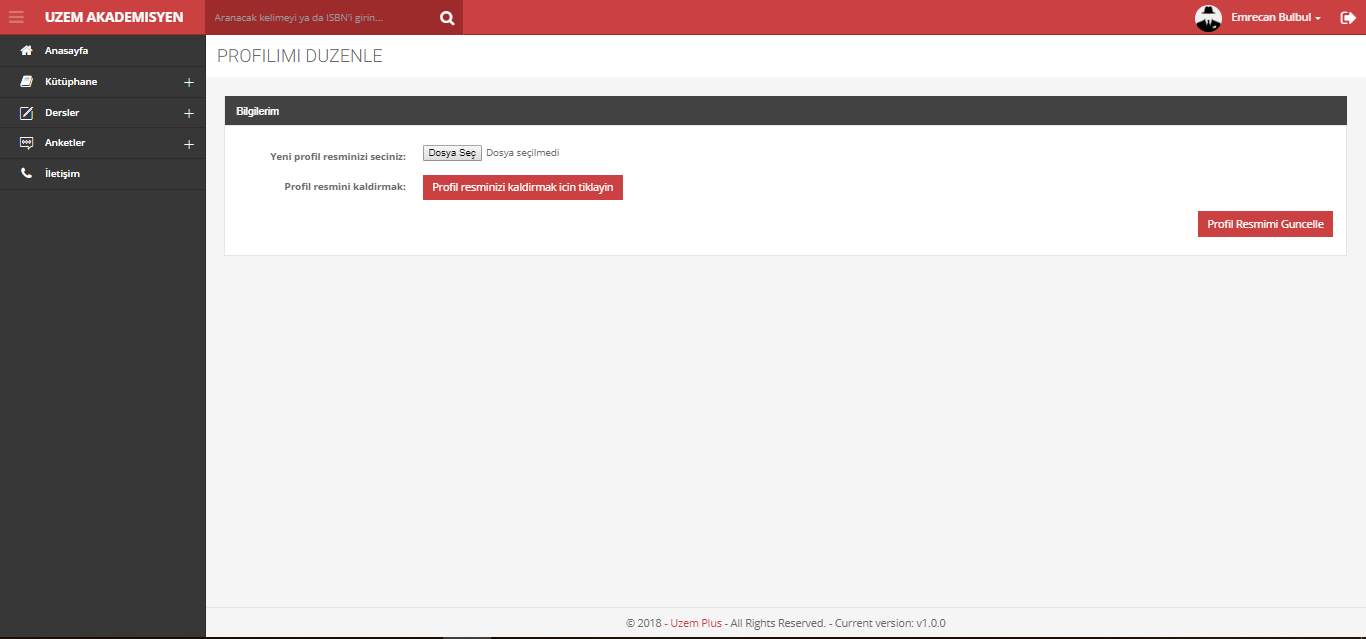 UZEM AKADEMISYEN
Aranacak kelimeyi ya da ISBN'i girin...
Emrecan Bulbul
Anasayfa
Kütüphane
Dersler
Anketler
İletişim
PROFILIMI DUZENLE
Bilgilerim
Yeni profil resminizi seciniz: Dosya Seç Dosya seçilmedi
Profil resmini kaldirmak: Profil resminizi kaldirmak icin tiklayin
Profil Resmimi Guncelle
© 2018 - Uzem Plus - All Rights Reserved. - Current version: v1.0.0